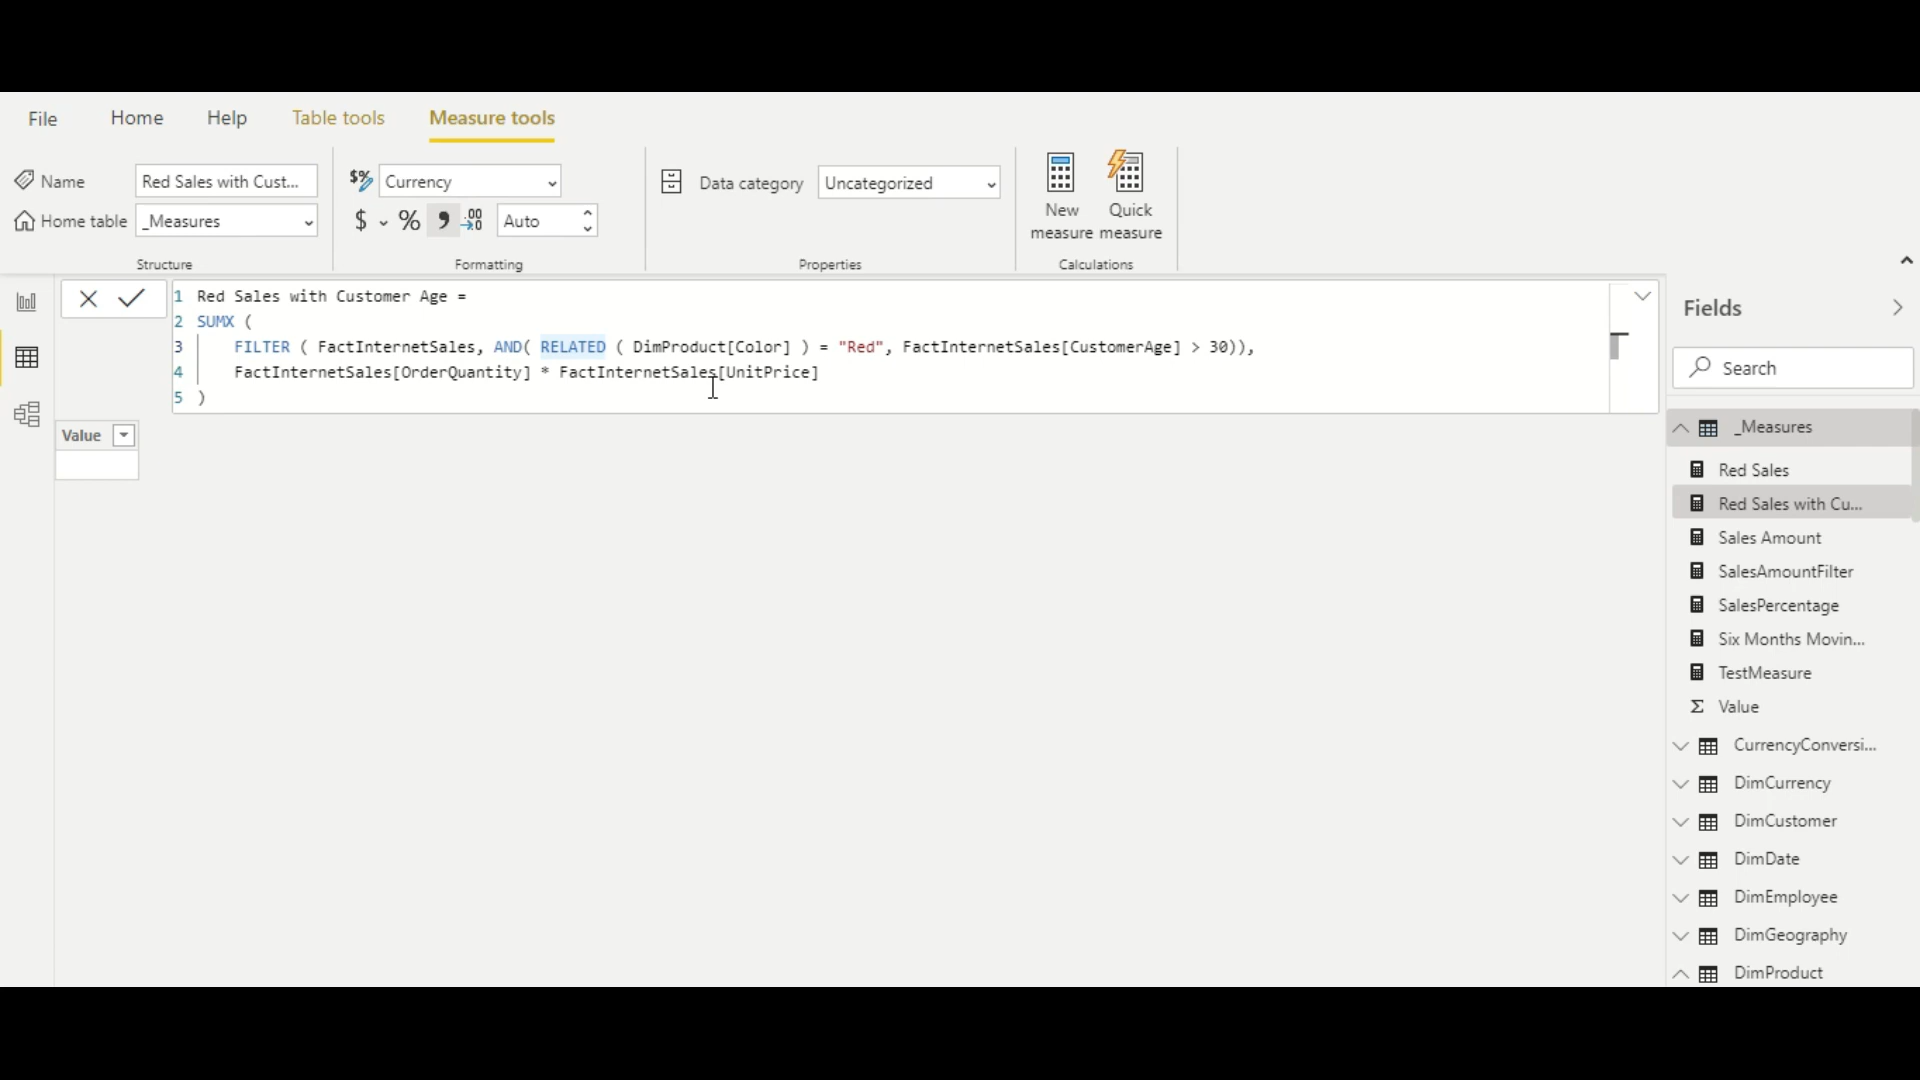 File Home Help Table tools Measure tools
Name Red Sales with Cust... $% Currency Data category Uncategorized New measure Quick measure
Home table _Measures $ % , .00 →0 Auto
Structure Formatting Properties Calculations
1 Red Sales with Customer Age =
2 SUMX (
3 FILTER ( FactInternetSales, AND( RELATED ( DimProduct[Color] ) = "Red", FactInternetSales[CustomerAge] > 30)),
4 FactInternetSales[OrderQuantity] * FactInternetSales[UnitPrice]
5 )
Value
Fields
Search
_Measures
Red Sales
Red Sales with Cu...
Sales Amount
SalesAmountFilter
SalesPercentage
Six Months Movin...
TestMeasure
Σ Value
CurrencyConversi...
DimCurrency
DimCustomer
DimDate
DimEmployee
DimGeography
DimProduct